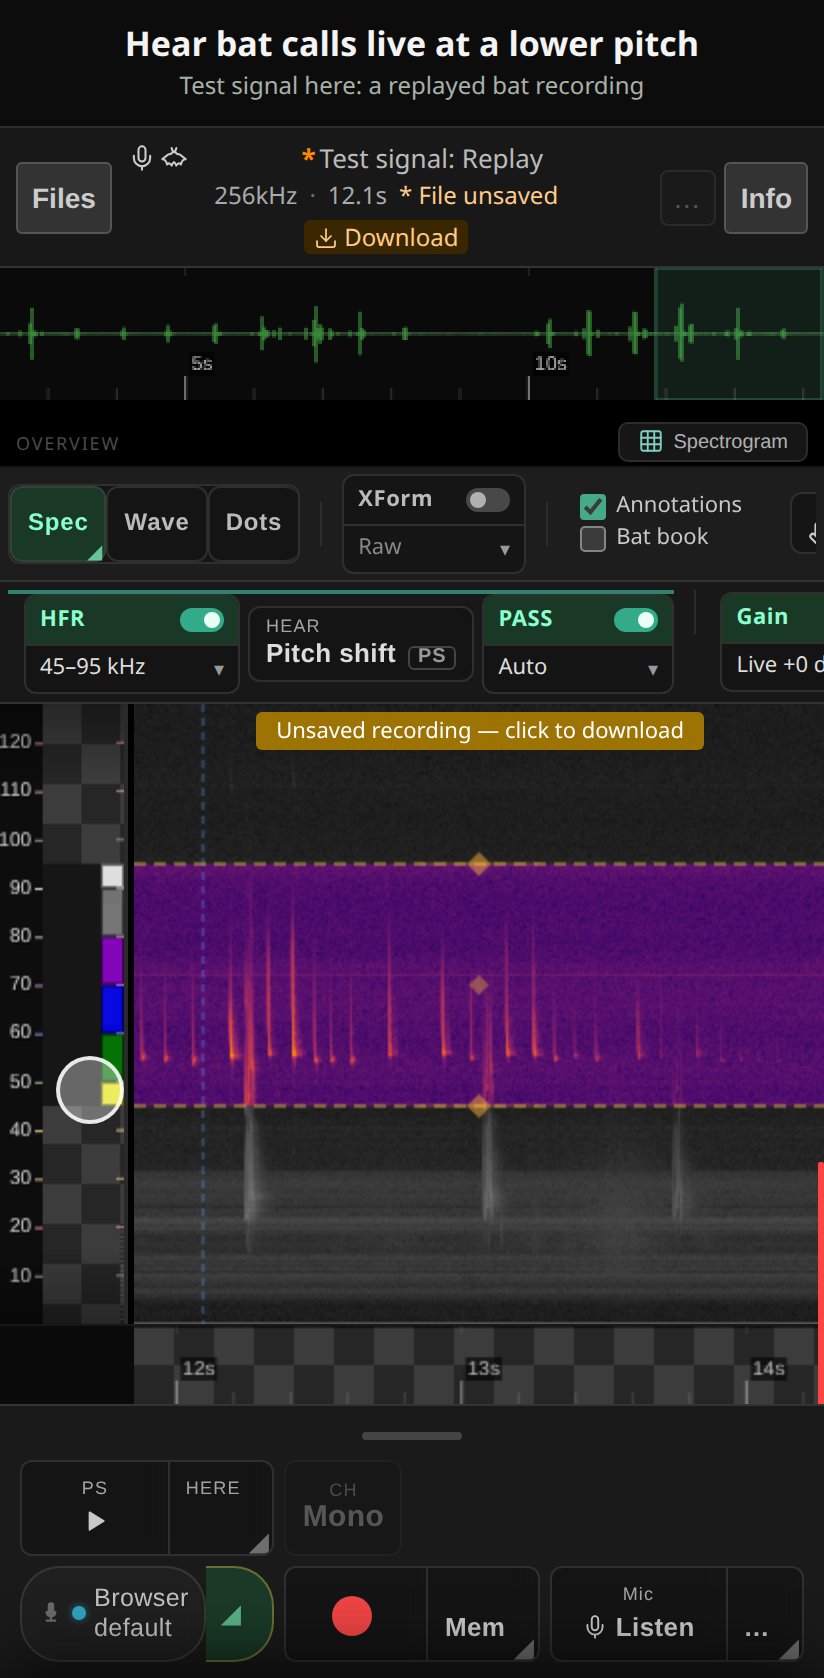 Hear bat calls live at a lower pitch
Test signal here: a replayed bat recording
Files
* Test signal: Replay
256kHz · 12.1s * File unsaved
Download
...
Info
5s
10s
OVERVIEW
Spectrogram
Spec
Wave
Dots
XForm
Raw
Annotations
Bat book
HFR
45–95 kHz
HEAR
Pitch shift PS
PASS
Auto
Gain
Live +0 d
Unsaved recording — click to download
120
110
100
90
80
70
60
50
40
30
20
10
12s
13s
14s
PS
HERE
CH
Mono
Browser
default
Mem
Mic
Listen
...